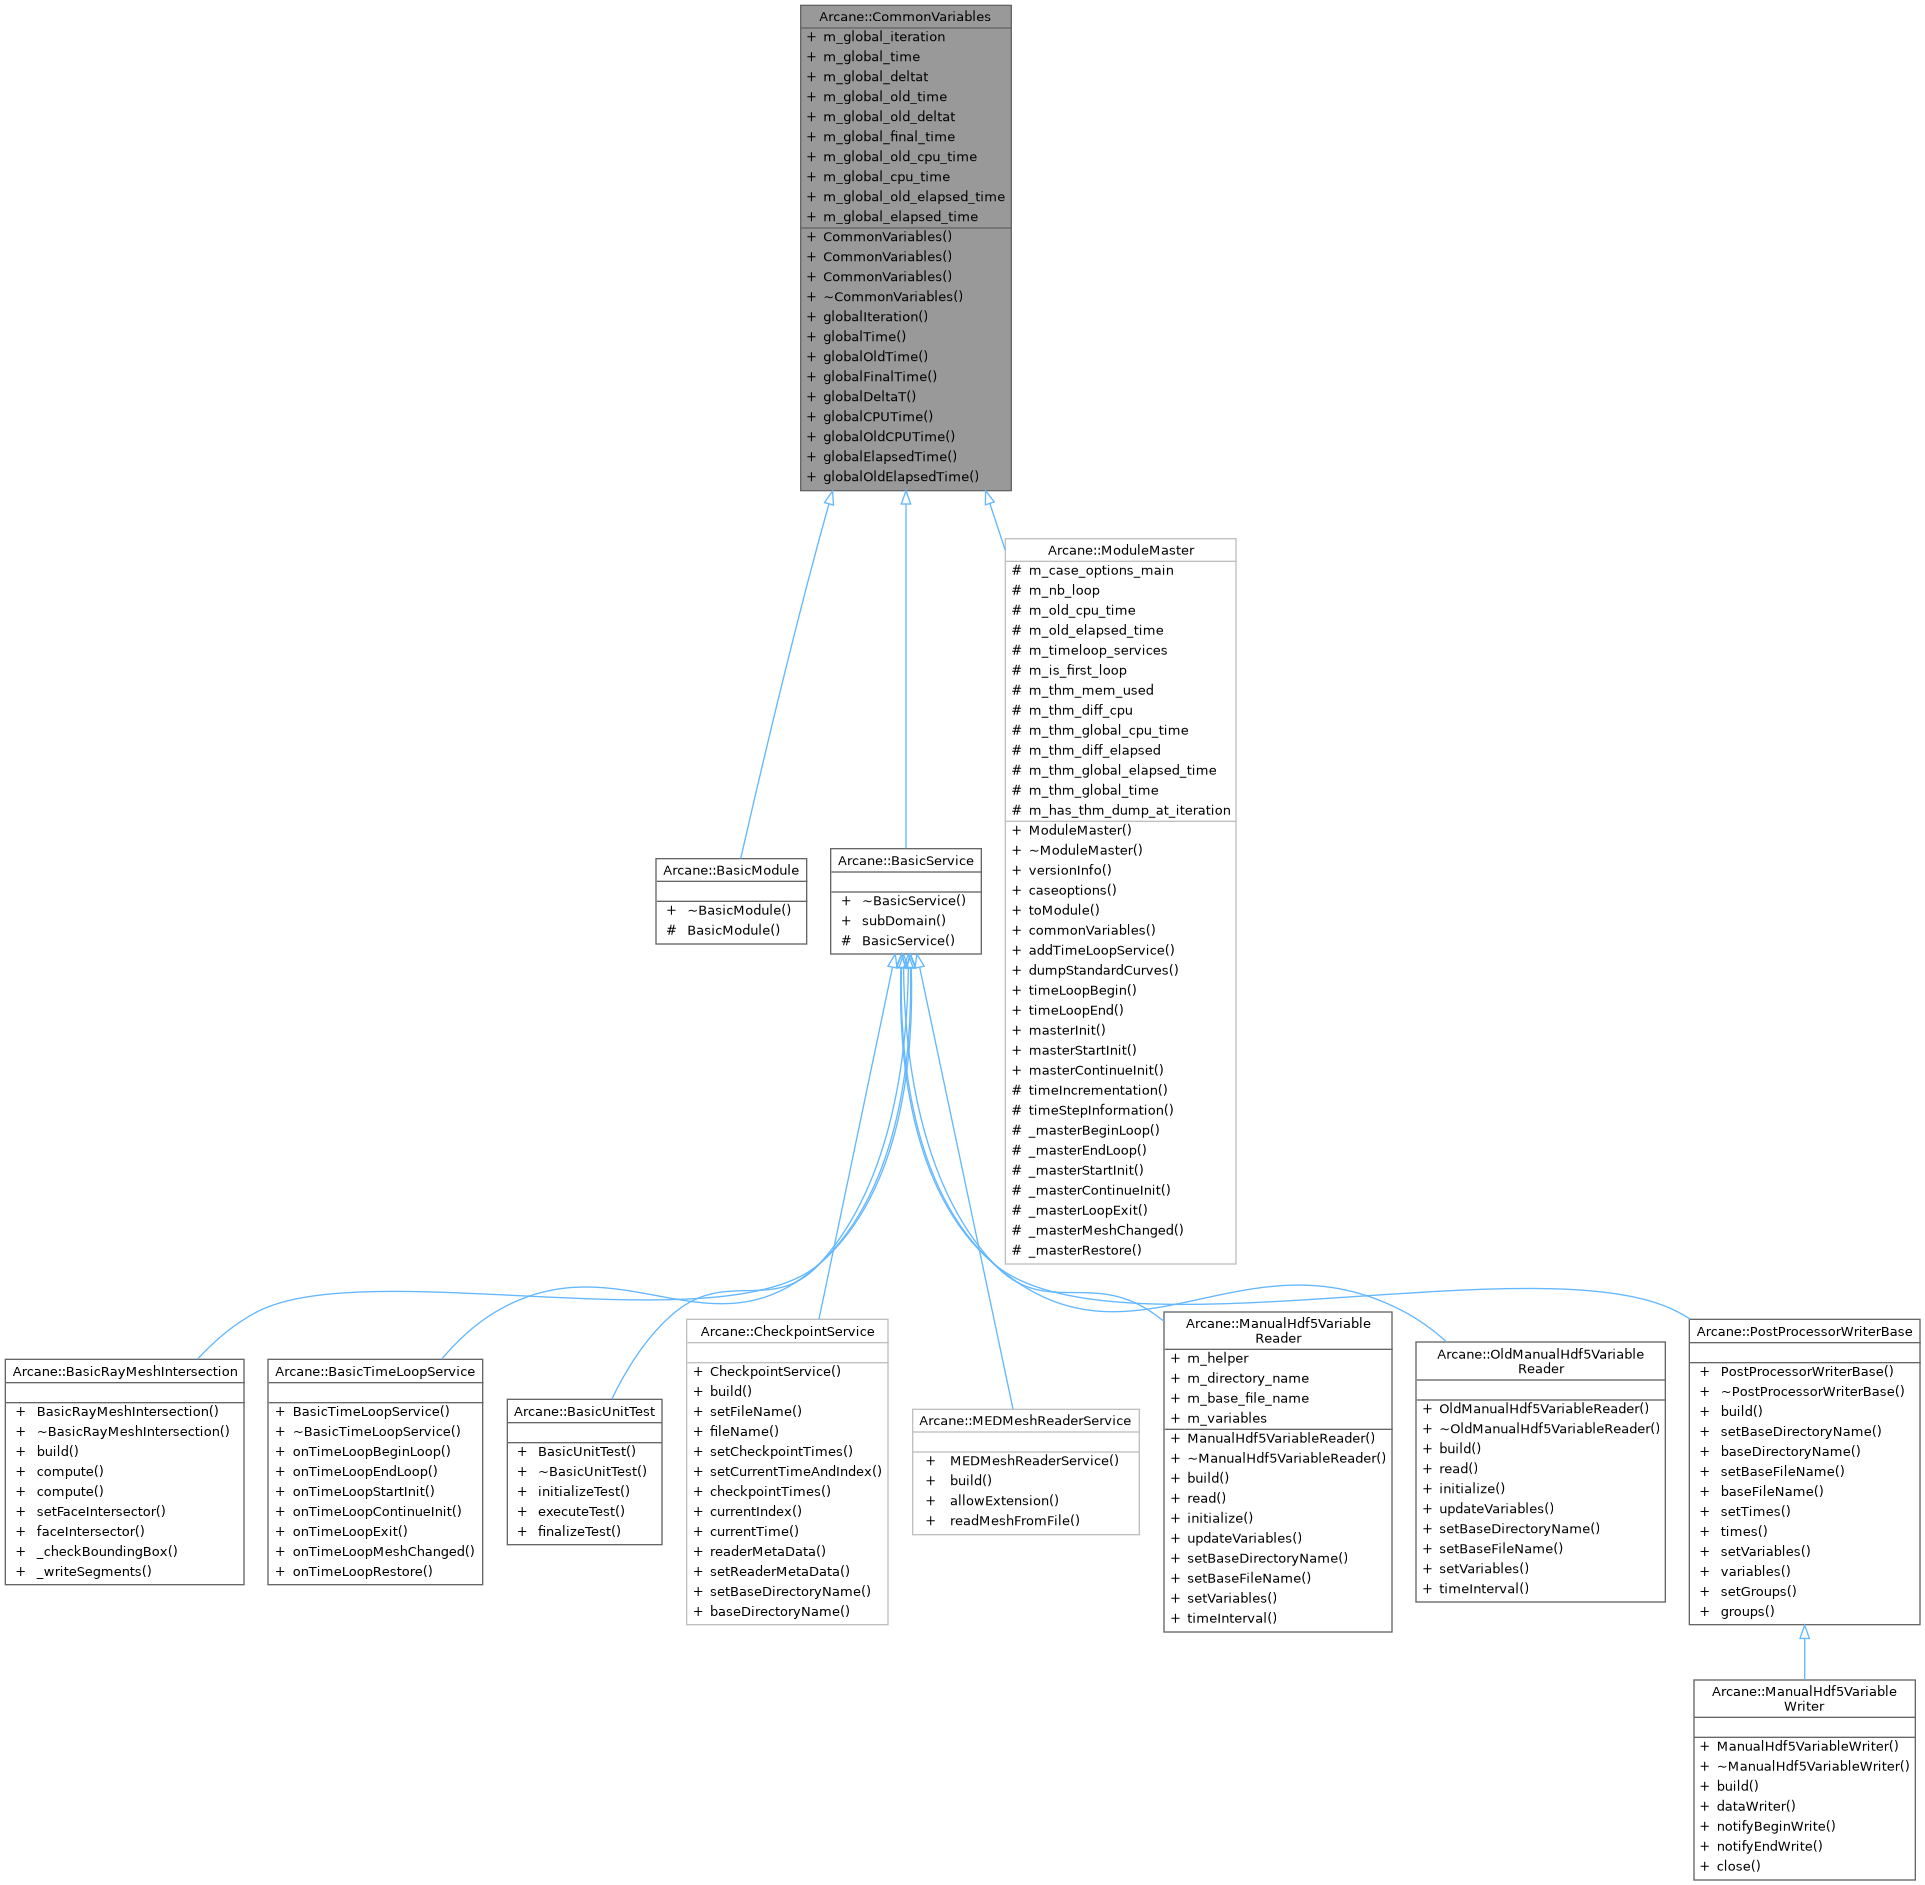 Arcane::CommonVariables
+ m_global_iteration
+ m_global_time
+ m_global_deltat
+ m_global_old_time
+ m_global_old_deltat
+ m_global_final_time
+ m_global_old_cpu_time
+ m_global_cpu_time
+ m_global_old_elapsed_time
+ m_global_elapsed_time
+ CommonVariables()
+ CommonVariables()
+ CommonVariables()
+ ~CommonVariables()
+ globalIteration()
+ globalTime()
+ globalOldTime()
+ globalFinalTime()
+ globalDeltaT()
+ globalCPUTime()
+ globalOldCPUTime()
+ globalElapsedTime()
+ globalOldElapsedTime()
Arcane::ModuleMaster
# m_case_options_main
# m_nb_loop
# m_old_cpu_time
# m_old_elapsed_time
# m_timeloop_services
# m_is_first_loop
# m_thm_mem_used
# m_thm_diff_cpu
# m_thm_global_cpu_time
# m_thm_diff_elapsed
# m_thm_global_elapsed_time
# m_thm_global_time
# m_has_thm_dump_at_iteration
+ ModuleMaster()
+ ~ModuleMaster()
+ versionInfo()
+ caseoptions()
+ toModule()
+ commonVariables()
+ addTimeLoopService()
+ dumpStandardCurves()
+ timeLoopBegin()
+ timeLoopEnd()
+ masterInit()
+ masterStartInit()
+ masterContinueInit()
# timeIncrementation()
# timeStepInformation()
# _masterBeginLoop()
# _masterEndLoop()
# _masterStartInit()
# _masterContinueInit()
# _masterLoopExit()
# _masterMeshChanged()
# _masterRestore()
Arcane::BasicModule
+ ~BasicModule()
# BasicModule()
Arcane::BasicService
+ ~BasicService()
+ subDomain()
# BasicService()
Arcane::BasicRayMeshIntersection
+ BasicRayMeshIntersection()
+ ~BasicRayMeshIntersection()
+ build()
+ compute()
+ compute()
+ setFaceIntersector()
+ faceIntersector()
+ _checkBoundingBox()
+ _writeSegments()
Arcane::BasicTimeLoopService
+ BasicTimeLoopService()
+ ~BasicTimeLoopService()
+ onTimeLoopBeginLoop()
+ onTimeLoopEndLoop()
+ onTimeLoopStartInit()
+ onTimeLoopContinueInit()
+ onTimeLoopExit()
+ onTimeLoopMeshChanged()
+ onTimeLoopRestore()
Arcane::BasicUnitTest
+ BasicUnitTest()
+ ~BasicUnitTest()
+ initializeTest()
+ executeTest()
+ finalizeTest()
Arcane::CheckpointService
+ CheckpointService()
+ build()
+ setFileName()
+ fileName()
+ setCheckpointTimes()
+ setCurrentTimeAndIndex()
+ checkpointTimes()
+ currentIndex()
+ currentTime()
+ readerMetaData()
+ setReaderMetaData()
+ setBaseDirectoryName()
+ baseDirectoryName()
Arcane::MEDMeshReaderService
+ MEDMeshReaderService()
+ build()
+ allowExtension()
+ readMeshFromFile()
Arcane::ManualHdf5Variable
Reader
+ m_helper
+ m_directory_name
+ m_base_file_name
+ m_variables
+ ManualHdf5VariableReader()
+ ~ManualHdf5VariableReader()
+ build()
+ read()
+ initialize()
+ updateVariables()
+ setBaseDirectoryName()
+ setBaseFileName()
+ setVariables()
+ timeInterval()
Arcane::OldManualHdf5Variable
Reader
+ OldManualHdf5VariableReader()
+ ~OldManualHdf5VariableReader()
+ build()
+ read()
+ initialize()
+ updateVariables()
+ setBaseDirectoryName()
+ setBaseFileName()
+ setVariables()
+ timeInterval()
Arcane::PostProcessorWriterBase
+ PostProcessorWriterBase()
+ ~PostProcessorWriterBase()
+ build()
+ setBaseDirectoryName()
+ baseDirectoryName()
+ setBaseFileName()
+ baseFileName()
+ setTimes()
+ times()
+ setVariables()
+ variables()
+ setGroups()
+ groups()
Arcane::ManualHdf5Variable
Writer
+ ManualHdf5VariableWriter()
+ ~ManualHdf5VariableWriter()
+ build()
+ dataWriter()
+ notifyBeginWrite()
+ notifyEndWrite()
+ close()